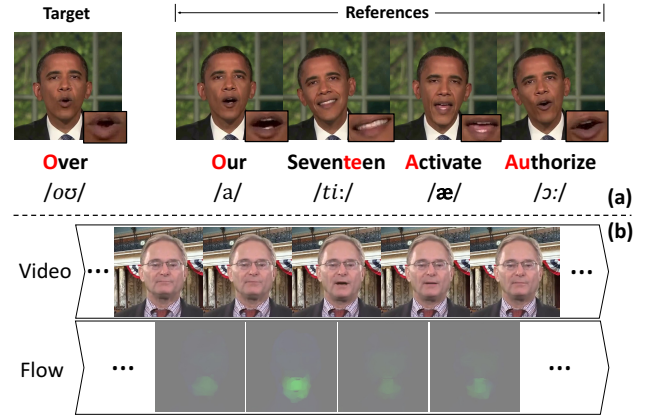 Target References
Over Our Seventeen Activate Authorize
/oʊ/ /a/ /ti:/ /æ/ /ɔ:/ (a)
(b)
Video ... ...
Flow ... ...